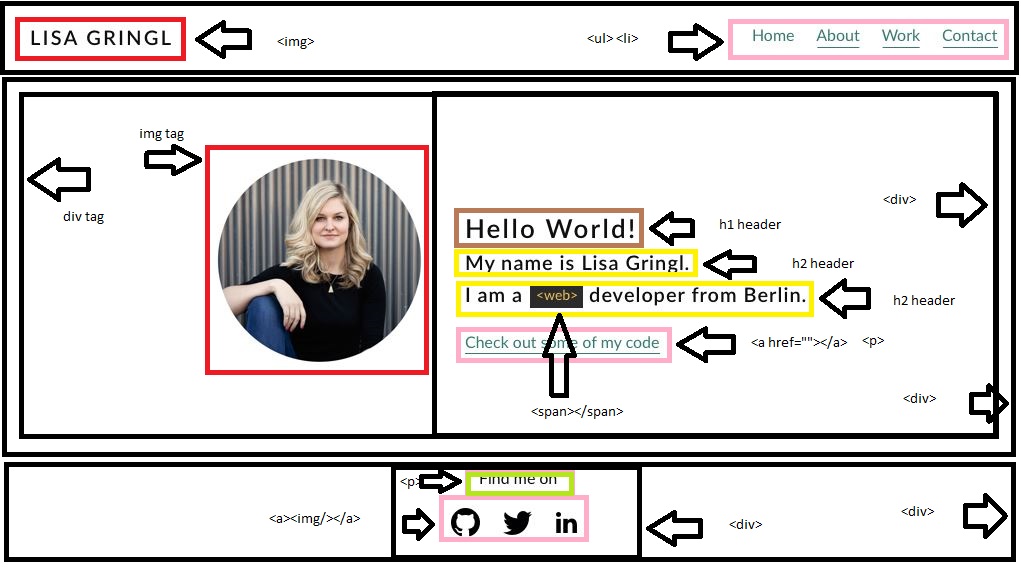 LISA GRINGL
<img>
<ul> <li>
Home About Work Contact
img tag
div tag
<div>
Hello World!
h1 header
My name is Lisa Gringl.
h2 header
I am a <web> developer from Berlin.
h2 header
Check out some of my code
<a href=""></a> <p>
<div>
<span></span>
<p>
Find me on
<a><img/></a>
in
<div>
<div>